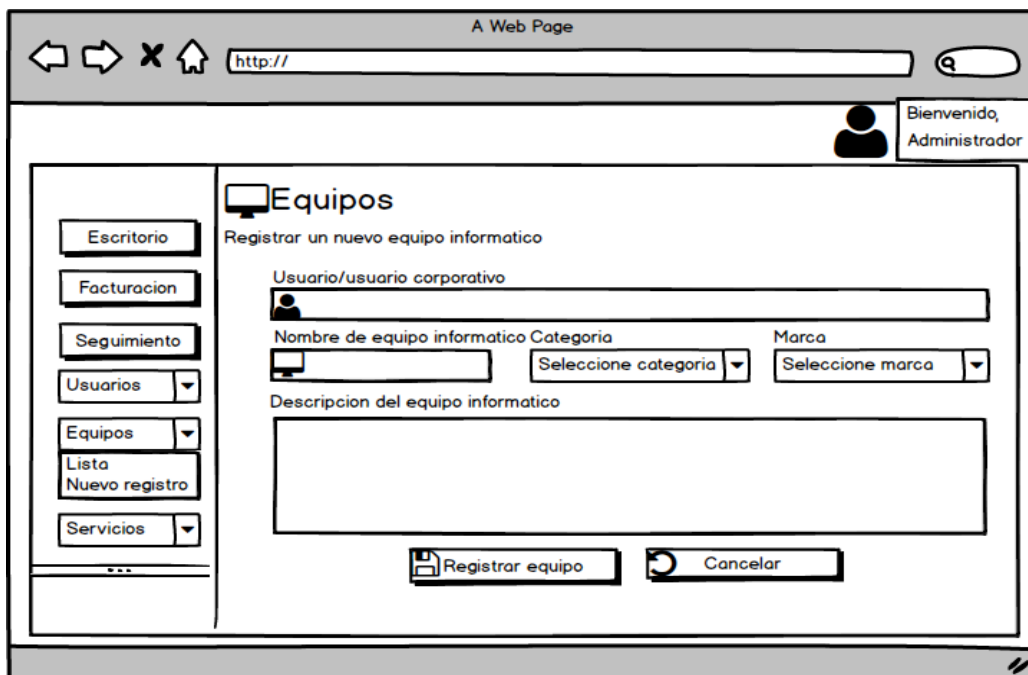 A Web Page
http://
Bienvenido,
Administrador
Escritorio
Facturacion
Seguimiento
Usuarios
Equipos
Lista
Nuevo registro
Servicios
Equipos
Registrar un nuevo equipo informatico
Usuario/usuario corporativo
Nombre de equipo informatico Categoria Marca
Seleccione categoria Seleccione marca
Descripcion del equipo informatico
Registrar equipo Cancelar